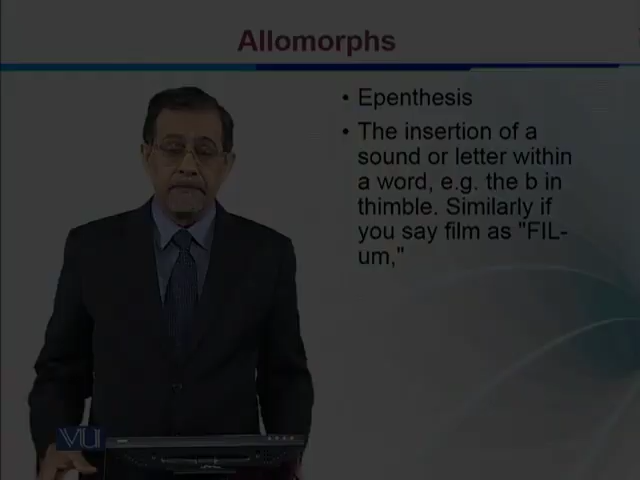 Allomorphs
• Epenthesis
• The insertion of a
sound or letter within
a word, e.g. the b in
thimble. Similarly if
you say film as "FIL-
um,"
VU